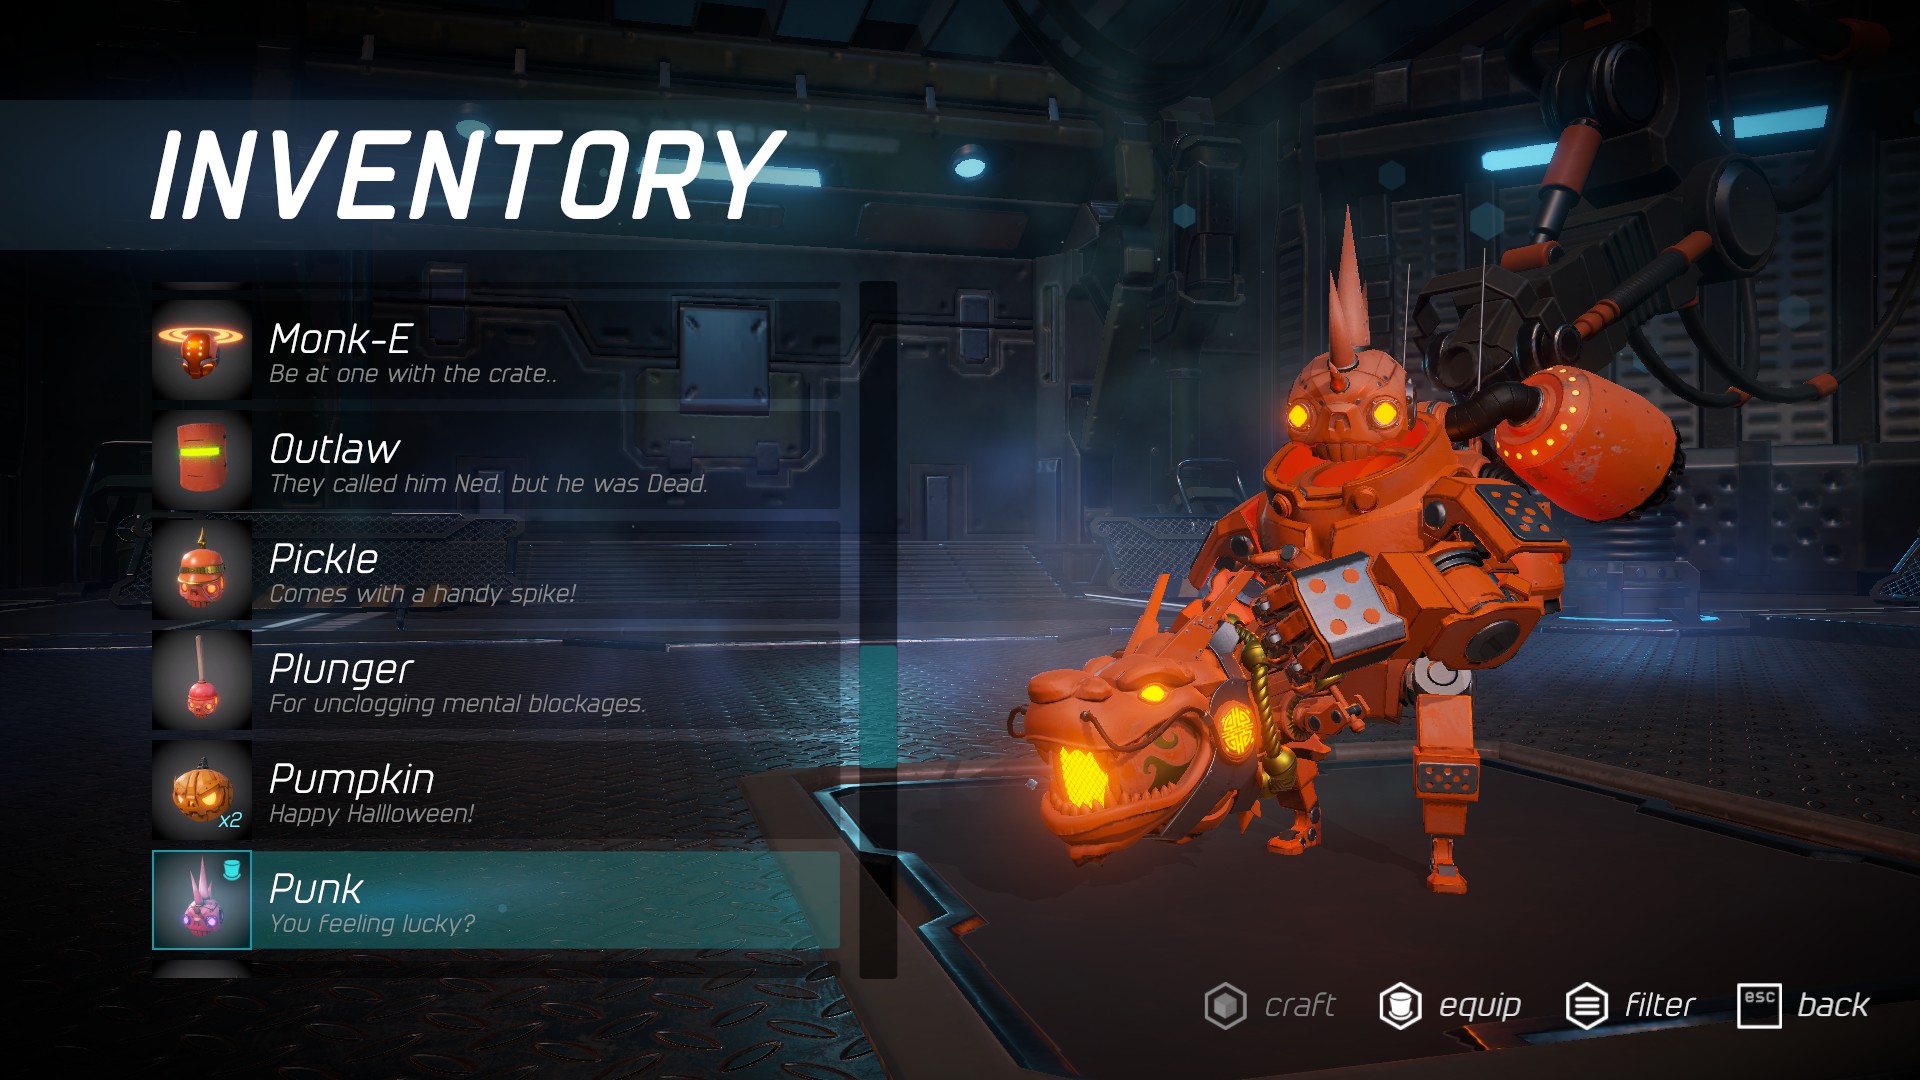 INVENTORY
Monk-E
Be at one with the crate..
Outlaw
They called him Ned, but he was Dead.
Pickle
Comes with a handy spike!
Plunger
For unclogging mental blockages.
x2
Pumpkin
Happy Hallloween!
Punk
You feeling lucky?
craft
equip
filter
esc
back